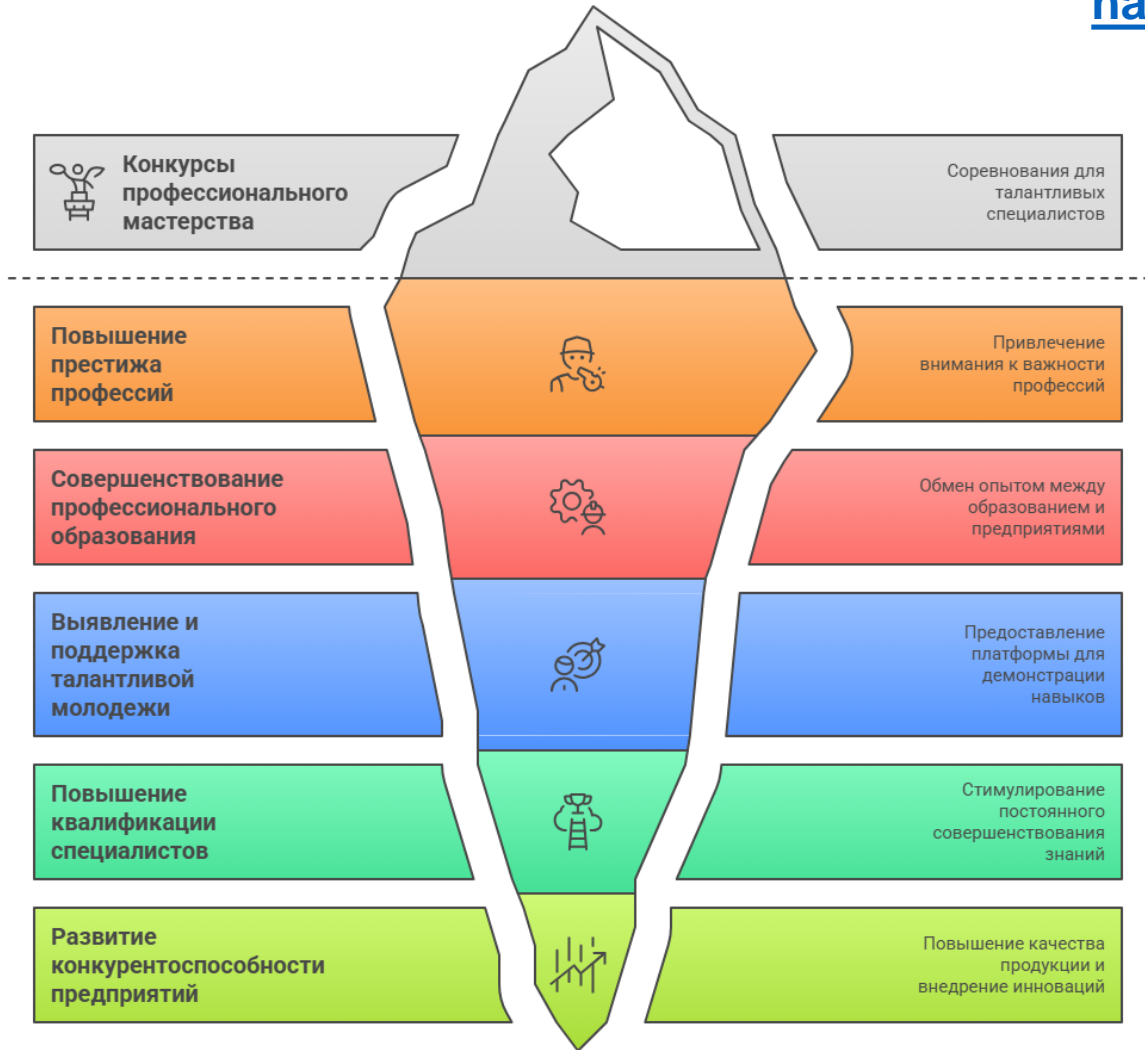 na
Конкурсы
профессионального
мастерства
Соревнования для
талантливых
специалистов
Повышение
престижа
профессий
Привлечение
внимания к важности
профессий
Совершенствование
профессионального
образования
Обмен опытом между
образованием и
предприятиями
Выявление и
поддержка
талантливой
молодежи
Предоставление
платформы для
демонстрации
навыков
Повышение
квалификации
специалистов
Стимулирование
постоянного
совершенствования
знаний
Развитие
конкурентоспособности
предприятий
Повышение качества
продукции и
внедрение инноваций